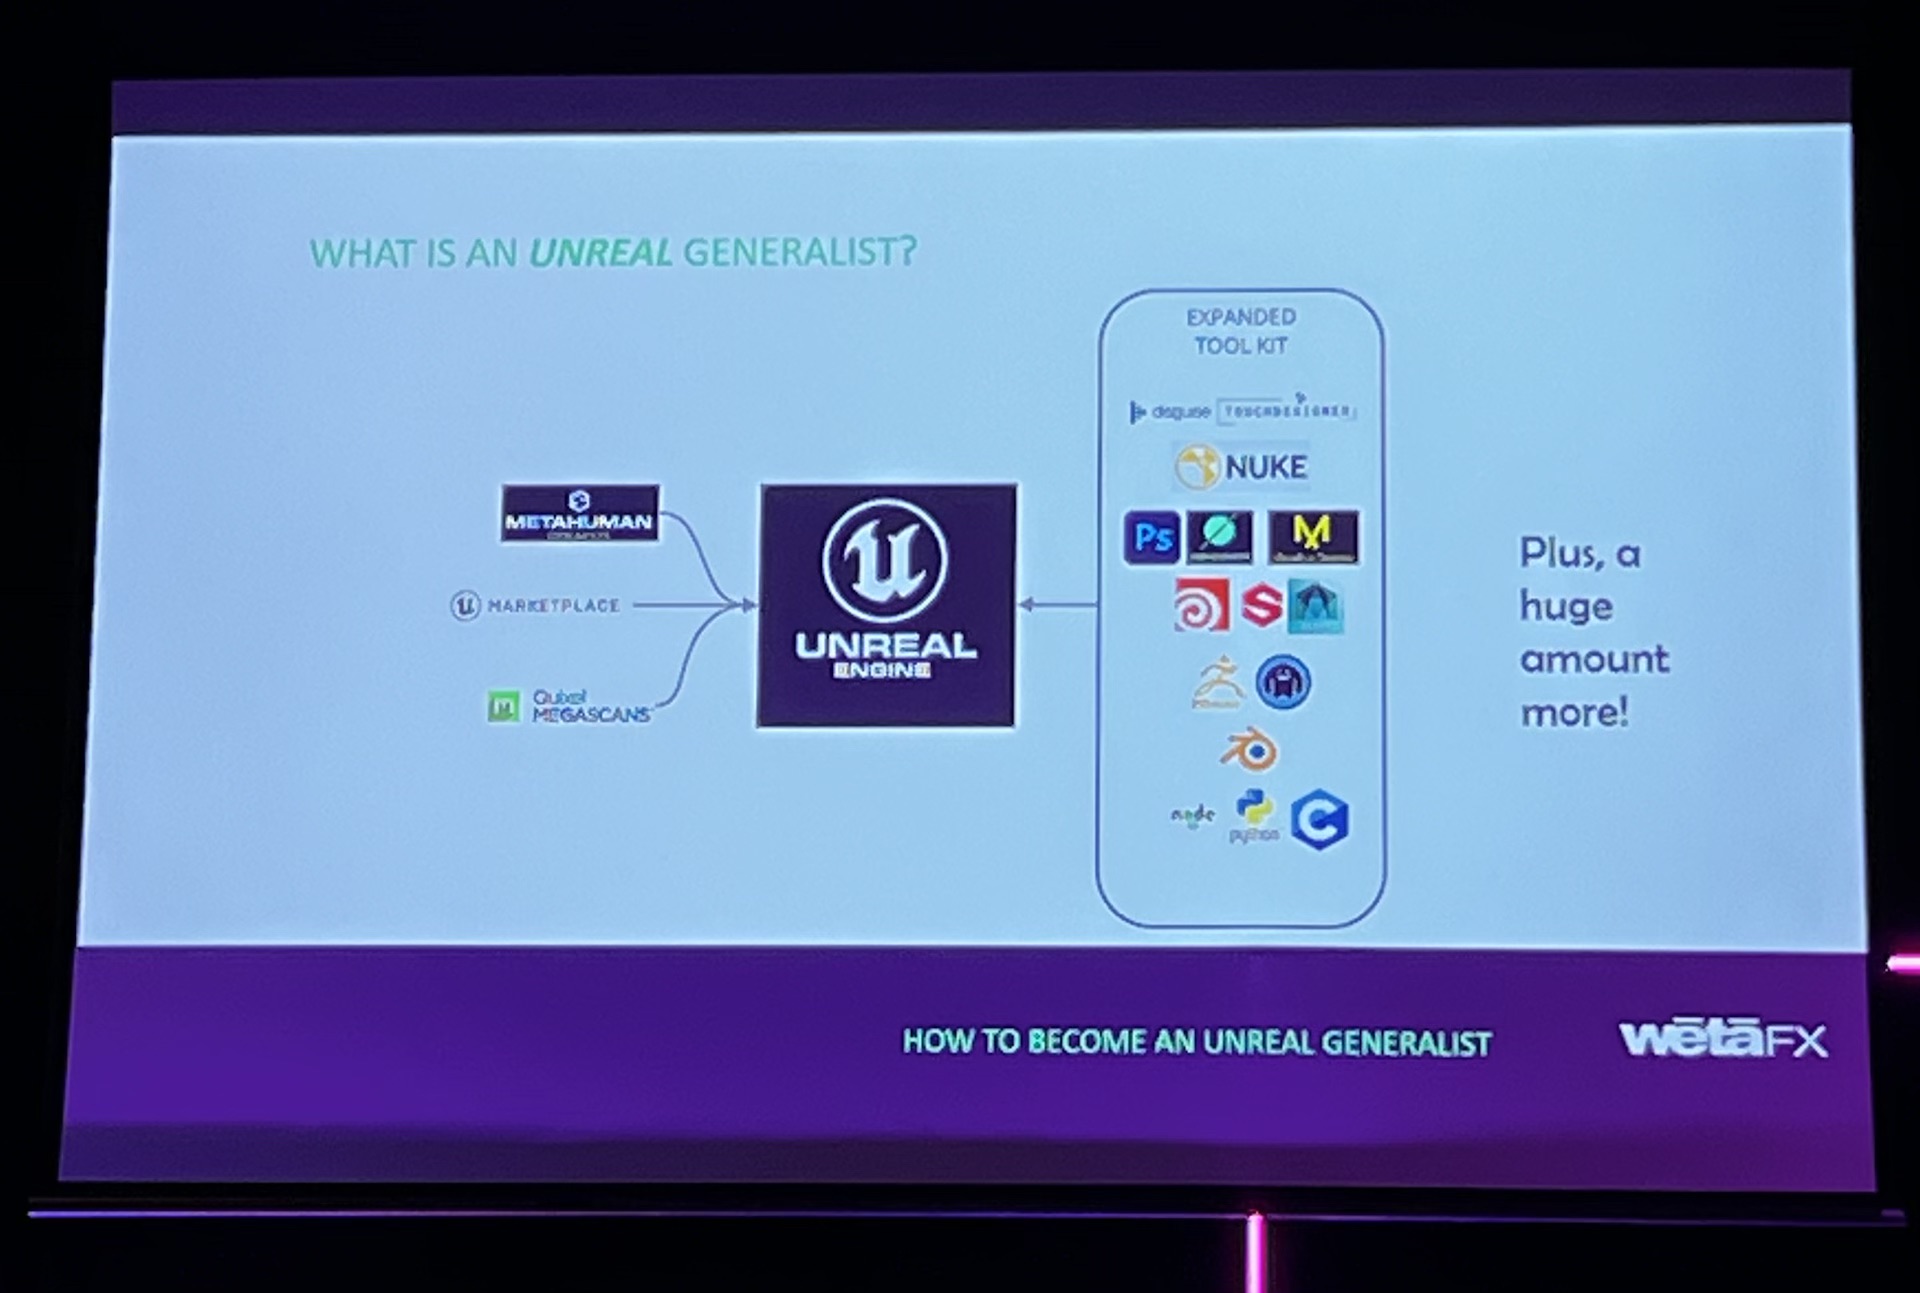 WHAT IS AN UNREAL GENERALIST?
EXPANDED
TOOL KIT
disguise TOUCHDESIGNER
NUKE
METAHUMAN
Ps
M
MARKETPLACE
UNREAL
ENGINE
S
Quixel
MEGASCANS
node
python
C
Plus, a
huge
amount
more!
HOW TO BECOME AN UNREAL GENERALIST
wētāFX